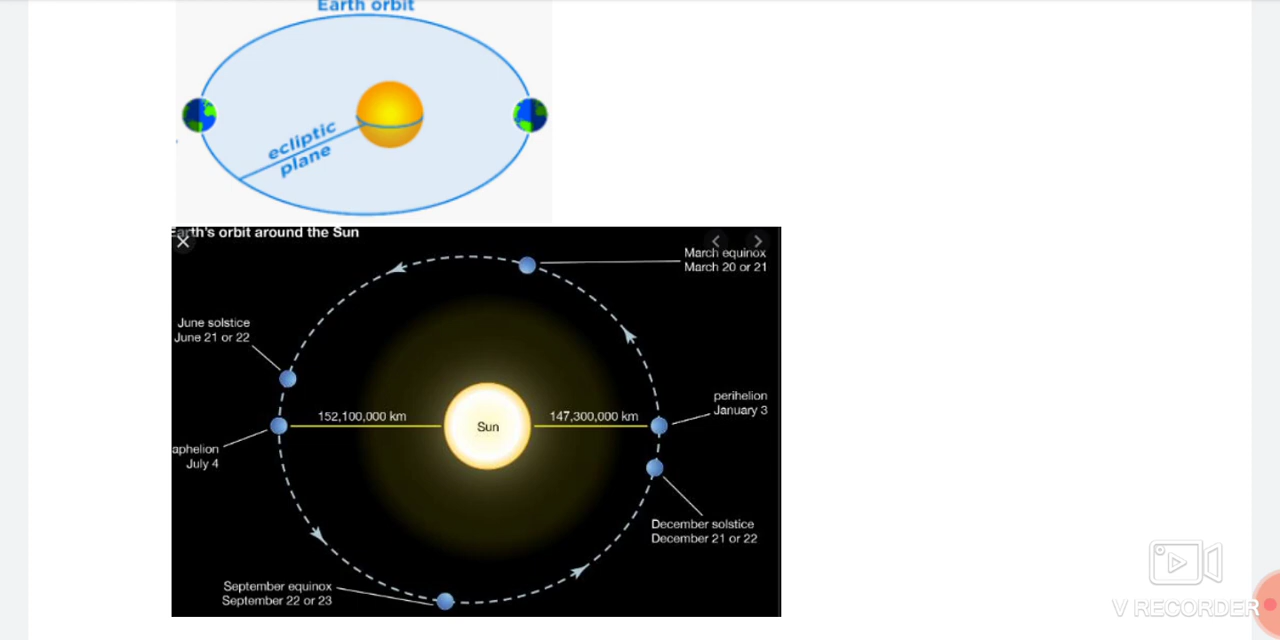 Earth orbit
ecliptic
plane
Earth's orbit around the Sun
March equinox
March 20 or 21
June solstice
June 21 or 22
perihelion
January 3
152,100,000 km
147,300,000 km
Sun
aphelion
July 4
December solstice
December 21 or 22
September equinox
September 22 or 23
V RECORDER